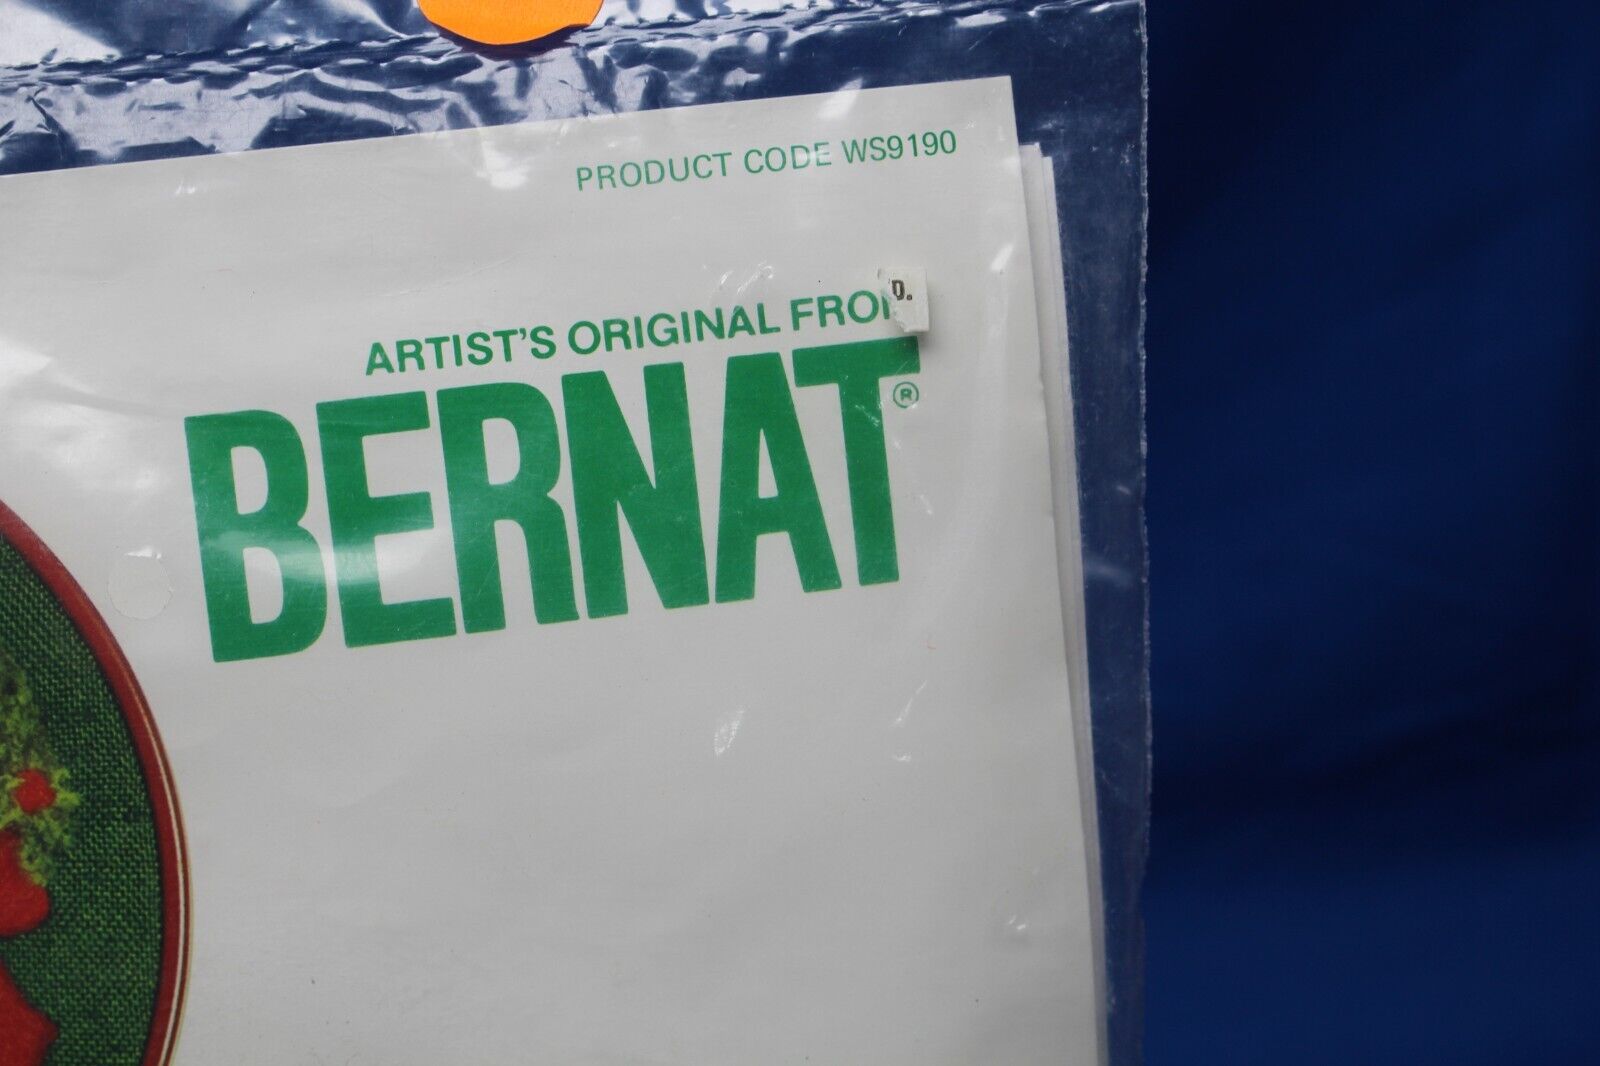 PRODUCT CODE WS9190
D.
ARTIST'S ORIGINAL FRO
BERNAT®